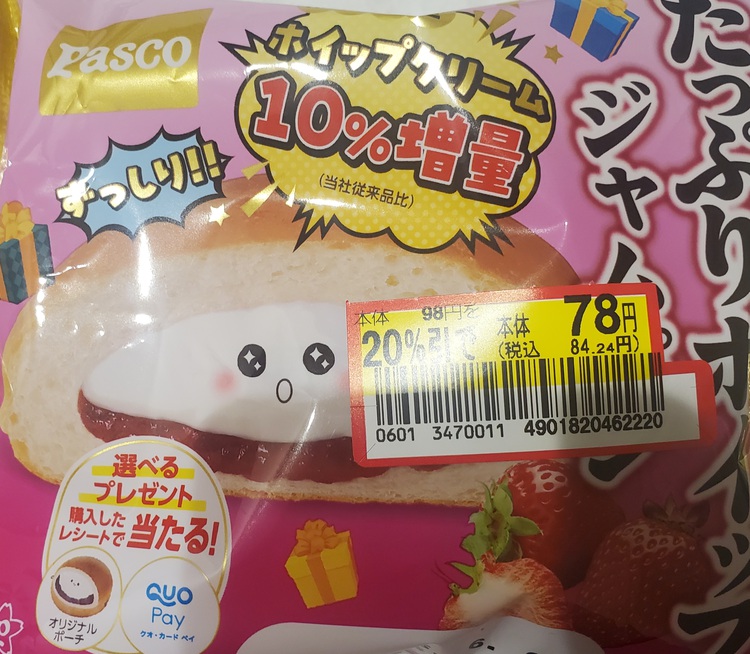 Pasco
ホイップクリーム
10%増量
(当社従来品比)
ずっしり!!
たっぷりホイップ
ジャムパン
本体 98円を
20%引で
本体 78円
(税込 84.24円)
0601 3470011 4901820462220
選べる
プレゼント
購入した
レシートで
当たる!
オリジナル
ポーチ
QUO
Pay
クオ・カード ペイ